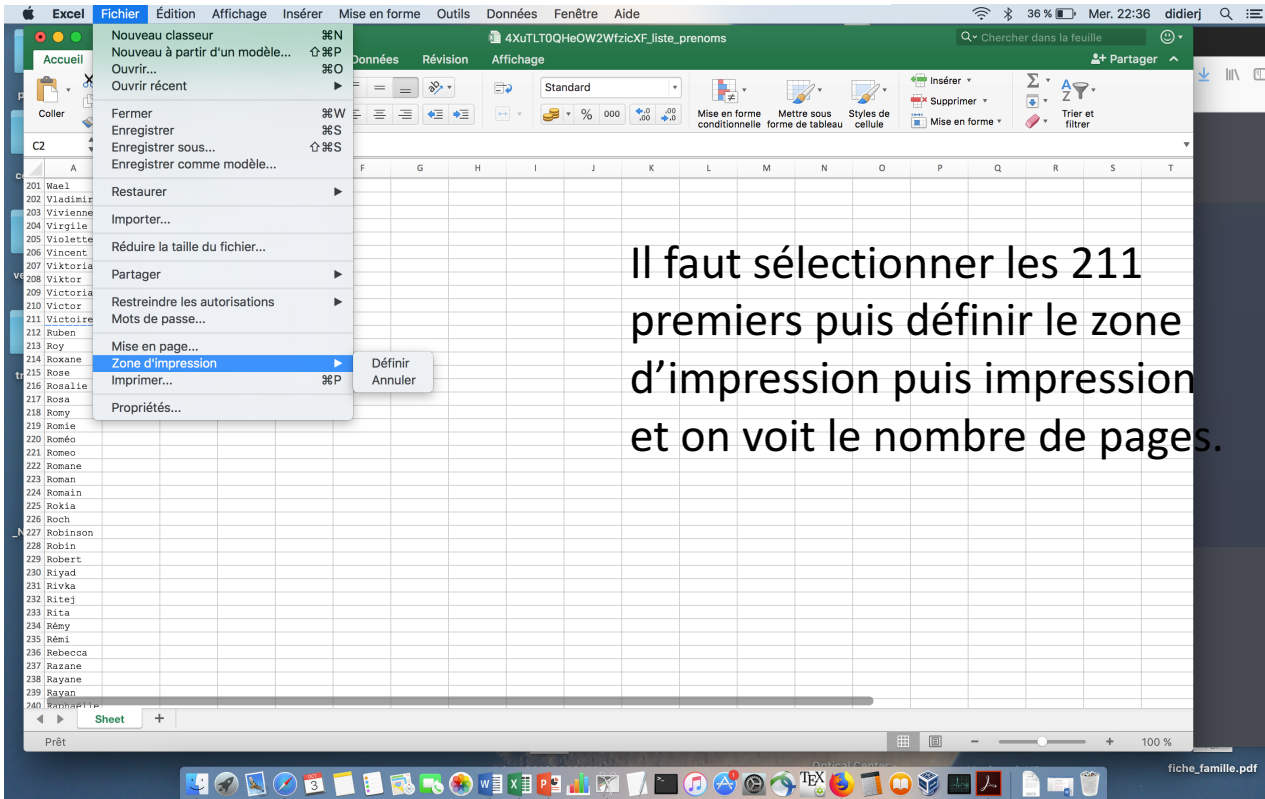 Excel Fichier Édition Affichage Insérer Mise en forme Outils Données Fenêtre Aide 36 % Mer. 22:36 didierj
4XuTLT0QHeOW2WfzicXF_liste_prenoms
Chercher dans la feuille
Accueil Données Révision Affichage Partager
Nouveau classeur ⌘N
Nouveau à partir d'un modèle... ⇧⌘P
Ouvrir... ⌘O
Ouvrir récent ▶
Fermer ⌘W
Enregistrer ⌘S
Enregistrer sous... ⇧⌘S
Enregistrer comme modèle...
Restaurer ▶
Importer...
Réduire la taille du fichier...
Partager ▶
Restreindre les autorisations ▶
Mots de passe...
Mise en page...
Zone d'impression ▶
Imprimer... ⌘P
Propriétés...
Définir
Annuler
Coller
Standard
% 000 ,00 ,0
Mise en forme conditionnelle
Mettre sous forme de tableau
Styles de cellule
Insérer
Supprimer
Mise en forme
Trier et filtrer
C2
A F G H I J K L M N O P Q R S T
201 Wael
202 Vladimir
203 Vivienne
204 Virgile
205 Violette
206 Vincent
207 Viktoria
208 Viktor
209 Victoria
210 Victor
211 Victoire
212 Ruben
213 Roy
214 Roxane
215 Rose
216 Rosalie
217 Rosa
218 Romy
219 Romie
220 Roméo
221 Romeo
222 Romane
223 Roman
224 Romain
225 Rokia
226 Roch
227 Robinson
228 Robin
229 Robert
230 Riyad
231 Rivka
232 Ritej
233 Rita
234 Rémy
235 Rémi
236 Rebecca
237 Razane
238 Rayane
239 Rayan
240 Raphaëlle
Il faut sélectionner les 211
premiers puis définir le zone
d’impression puis impression
et on voit le nombre de pages.
Sheet +
Prêt
100 %
Optical Center
fiche_famille.pdf